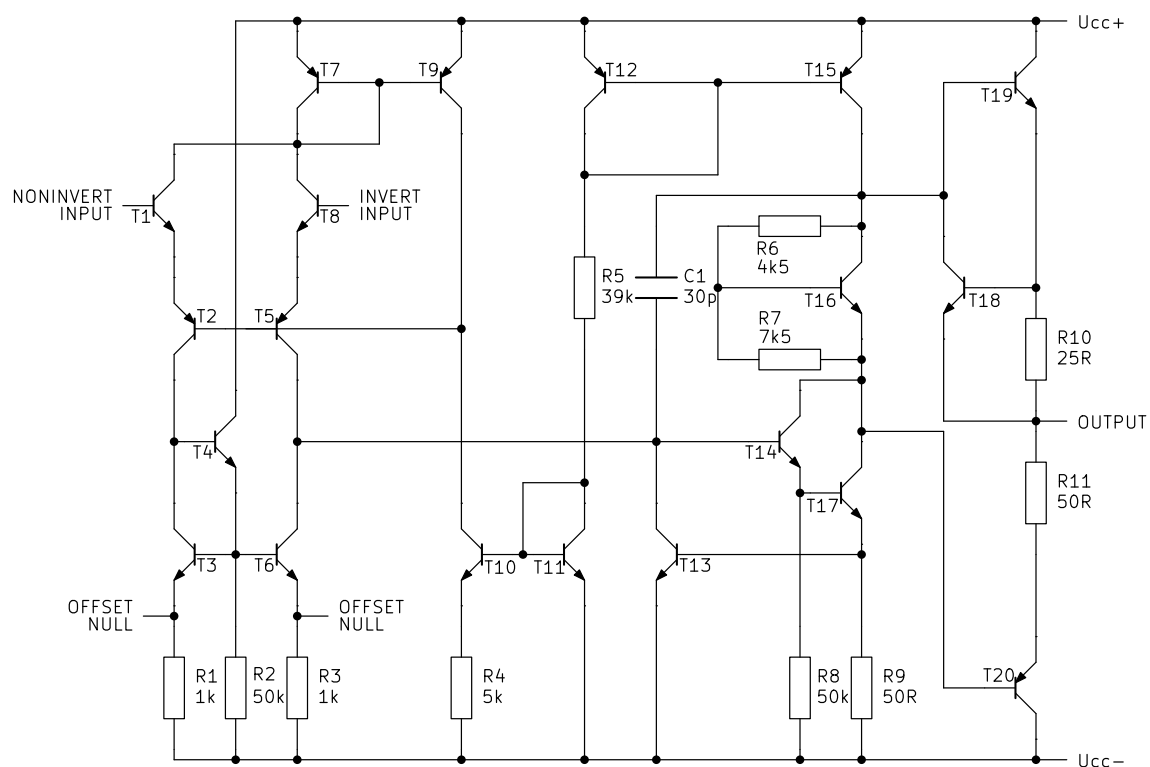 Ucc+
T7
T9
T12
T15
T19
NONINVERT
INPUT
T1
T8
INVERT
INPUT
R6
4k5
R5
39k
C1
30p
T16
T18
T2
T5
R7
7k5
R10
25R
OUTPUT
T4
T14
T17
R11
50R
T3
T6
T10
T11
T13
OFFSET
NULL
OFFSET
NULL
R1
1k
R2
50k
R3
1k
R4
5k
R8
50k
R9
50R
T20
Ucc-